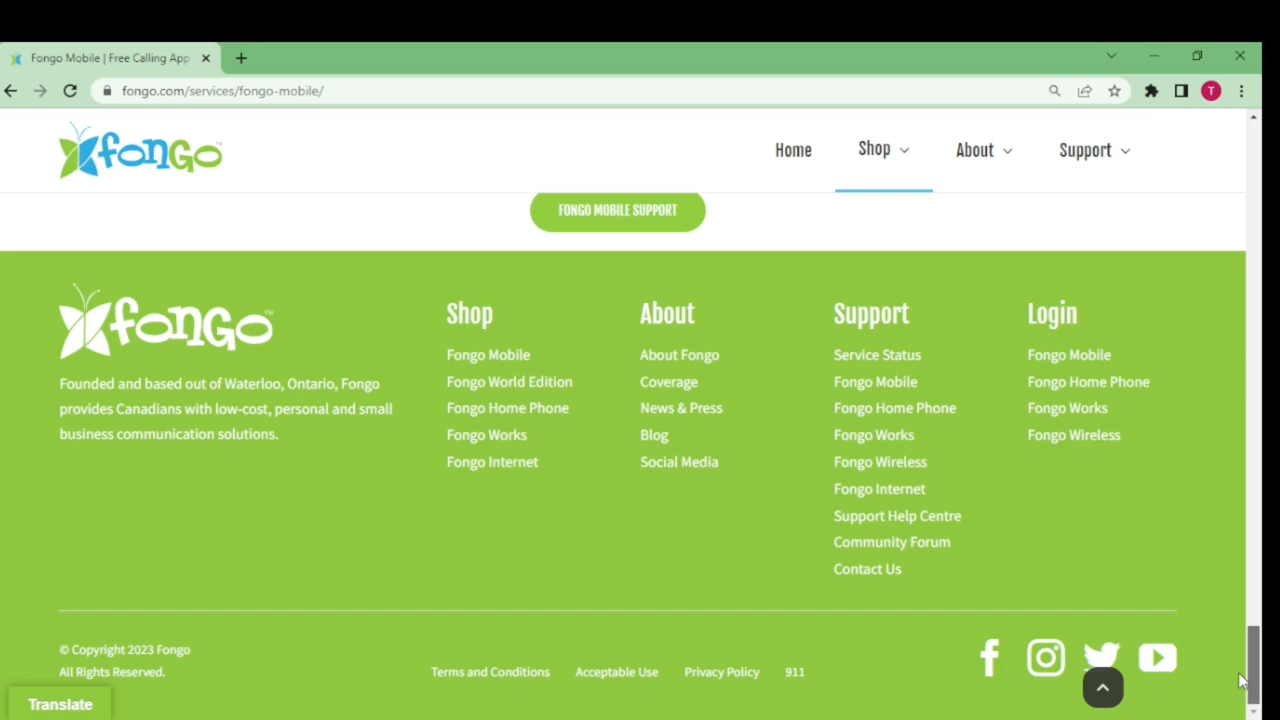 Fongo Mobile | Free Calling App
fongo.com/services/fongo-mobile/
T
fongo™
Home
Shop
About
Support
FONGO MOBILE SUPPORT
fongo™
Founded and based out of Waterloo, Ontario, Fongo
provides Canadians with low-cost, personal and small
business communication solutions.
Shop
Fongo Mobile
Fongo World Edition
Fongo Home Phone
Fongo Works
Fongo Internet
About
About Fongo
Coverage
News & Press
Blog
Social Media
Support
Service Status
Fongo Mobile
Fongo Home Phone
Fongo Works
Fongo Wireless
Fongo Internet
Support Help Centre
Community Forum
Contact Us
Login
Fongo Mobile
Fongo Home Phone
Fongo Works
Fongo Wireless
© Copyright 2023 Fongo
All Rights Reserved.
Terms and Conditions
Acceptable Use
Privacy Policy
911
Translate